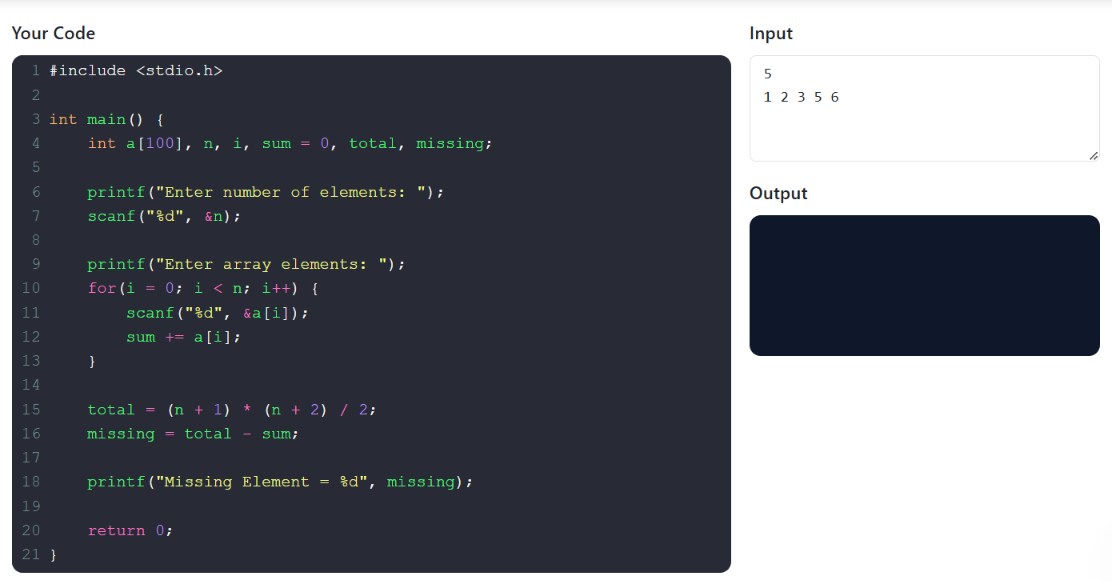 Your Code
1 #include <stdio.h>
2
3 int main() {
4     int a[100], n, i, sum = 0, total, missing;
5
6     printf("Enter number of elements: ");
7     scanf("%d", &n);
8
9     printf("Enter array elements: ");
10     for(i = 0; i < n; i++) {
11         scanf("%d", &a[i]);
12         sum += a[i];
13     }
14
15     total = (n + 1) * (n + 2) / 2;
16     missing = total - sum;
17
18     printf("Missing Element = %d", missing);
19
20     return 0;
21 }
Input
5
1 2 3 5 6
Output